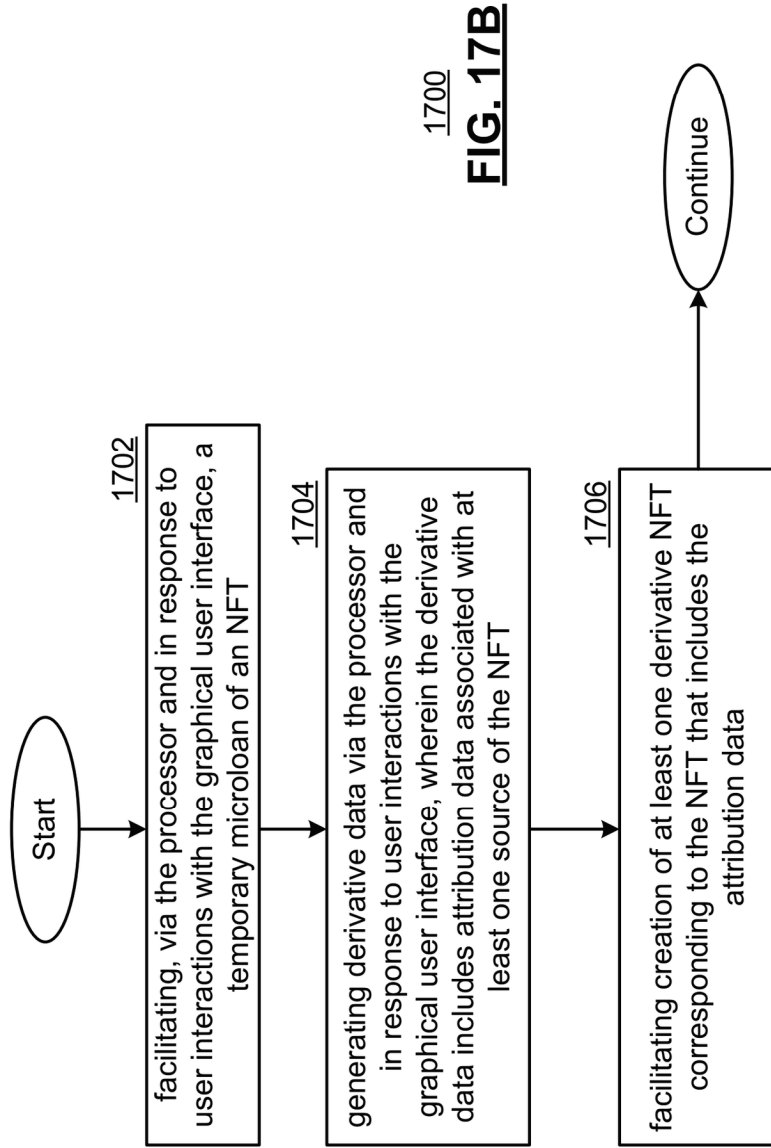 Start
1702
facilitating, via the processor and in response to
user interactions with the graphical user interface, a
temporary microloan of an NFT
1704
generating derivative data via the processor and
in response to user interactions with the
graphical user interface, wherein the derivative
data includes attribution data associated with at
least one source of the NFT
1706
facilitating creation of at least one derivative NFT
corresponding to the NFT that includes the
attribution data
Continue
1700
FIG. 17B